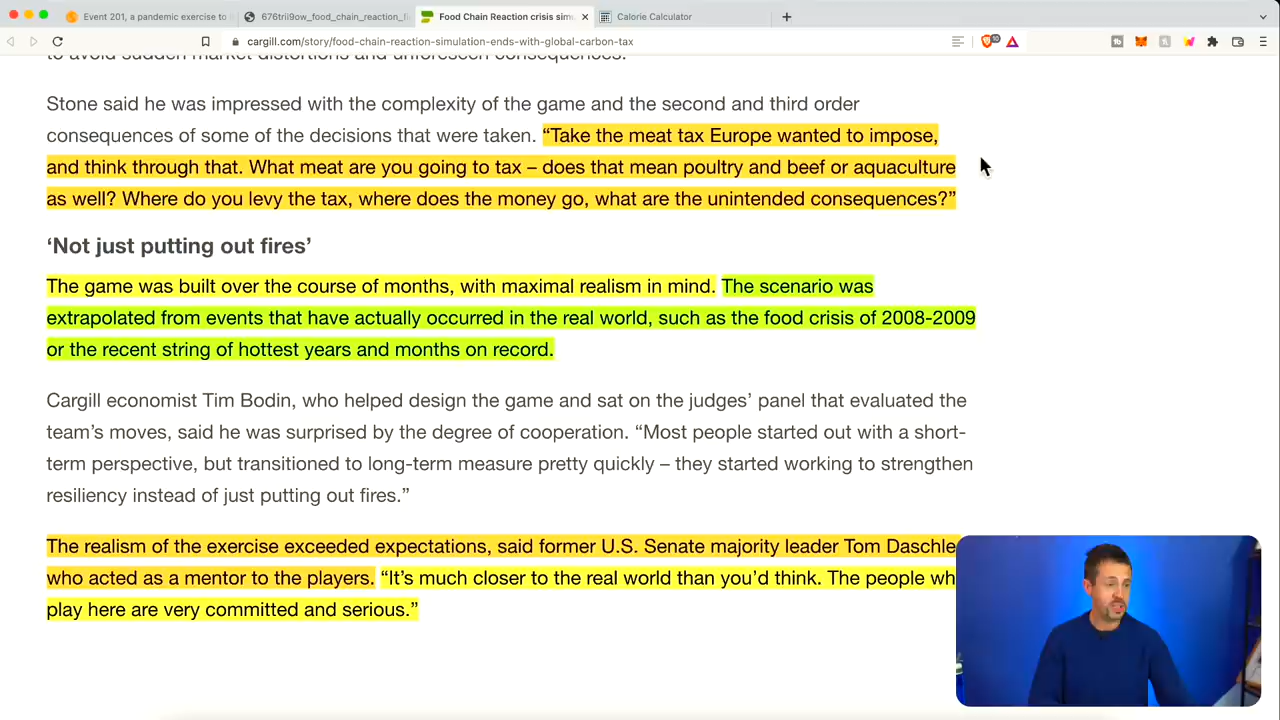 Event 201, a pandemic exercise to
676trii9ow_food_chain_reaction_fi
Food Chain Reaction crisis simu
Calorie Calculator
cargill.com/story/food-chain-reaction-simulation-ends-with-global-carbon-tax
to avoid sudden market distortions and unforeseen consequences.
Stone said he was impressed with the complexity of the game and the second and third order
consequences of some of the decisions that were taken. “Take the meat tax Europe wanted to impose,
and think through that. What meat are you going to tax – does that mean poultry and beef or aquaculture
as well? Where do you levy the tax, where does the money go, what are the unintended consequences?”
‘Not just putting out fires’
The game was built over the course of months, with maximal realism in mind. The scenario was
extrapolated from events that have actually occurred in the real world, such as the food crisis of 2008-2009
or the recent string of hottest years and months on record.
Cargill economist Tim Bodin, who helped design the game and sat on the judges’ panel that evaluated the
team’s moves, said he was surprised by the degree of cooperation. “Most people started out with a short-
term perspective, but transitioned to long-term measure pretty quickly – they started working to strengthen
resiliency instead of just putting out fires.”
The realism of the exercise exceeded expectations, said former U.S. Senate majority leader Tom Daschle
who acted as a mentor to the players. “It’s much closer to the real world than you’d think. The people wh
play here are very committed and serious.”